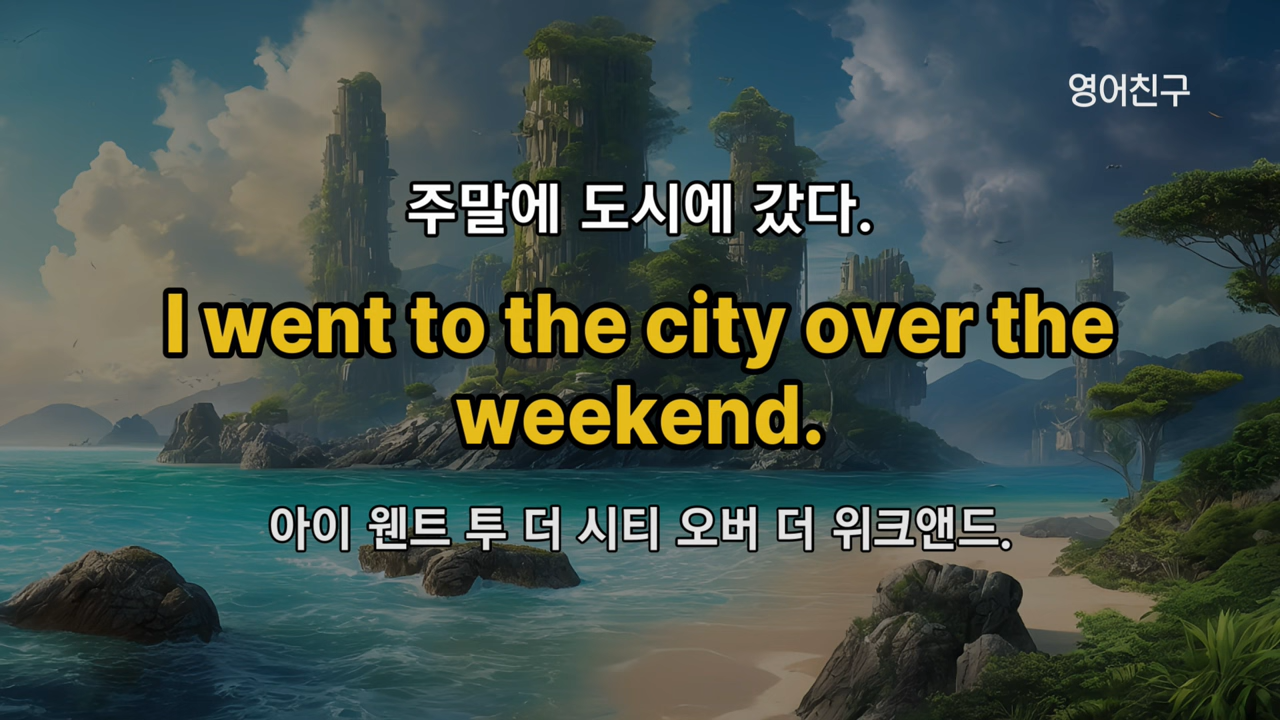 영어친구
주말에 도시에 갔다.
I went to the city over the
weekend.
아이 웬트 투 더 시티 오버 더 위크앤드.